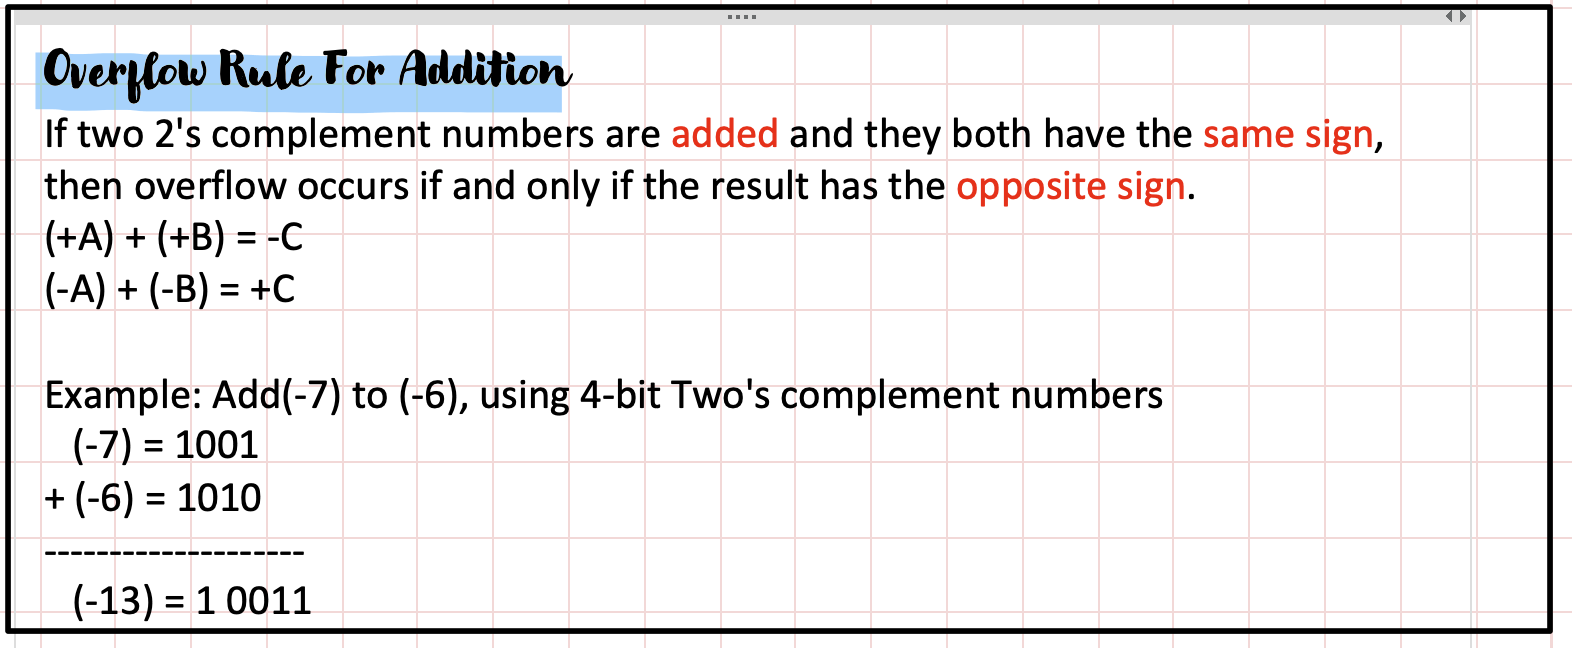 Overflow Rule For Addition
If two 2's complement numbers are added and they both have the same sign,
then overflow occurs if and only if the result has the opposite sign.
(+A) + (+B) = -C
(-A) + (-B) = +C
Example: Add(-7) to (-6), using 4-bit Two's complement numbers
(-7) = 1001
+ (-6) = 1010
--------------------
(-13) = 1 0011